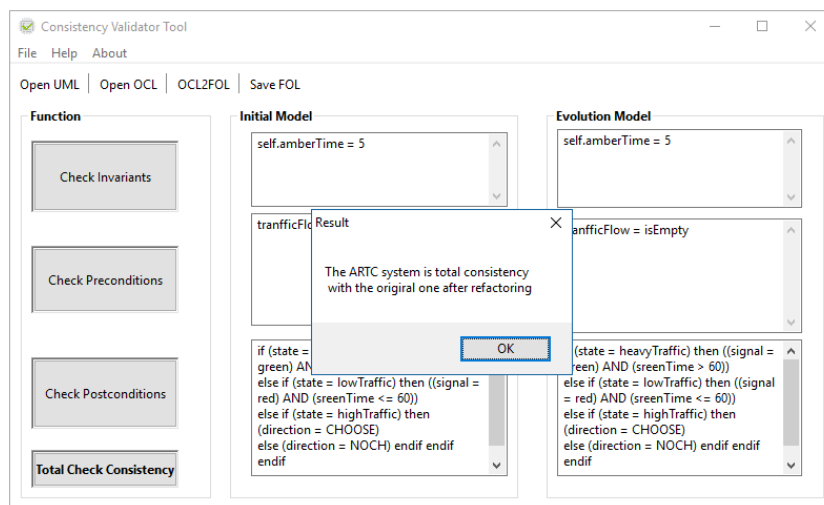 Consistency Validator Tool
File Help About
Open UML Open OCL OCL2FOL Save FOL
Function
Check Invariants
Check Preconditions
Check Postconditions
Total Check Consistency
Initial Model
self.amberTime = 5
tranfficFlo
if (state =
green) AN
else if (state = lowTraffic) then ((signal =
red) AND (sreenTime <= 60))
else if (state = highTraffic) then
(direction = CHOOSE)
else (direction = NOCH) endif endif
endif
Evolution Model
self.amberTime = 5
anfficFlow = isEmpty
(state = heavyTraffic) then ((signal =
reen) AND (sreenTime > 60))
else if (state = lowTraffic) then ((signal
= red) AND (sreenTime <= 60))
else if (state = highTraffic) then
(direction = CHOOSE)
else (direction = NOCH) endif endif
endif
Result
The ARTC system is total consistency
with the origiral one after refactoring
OK